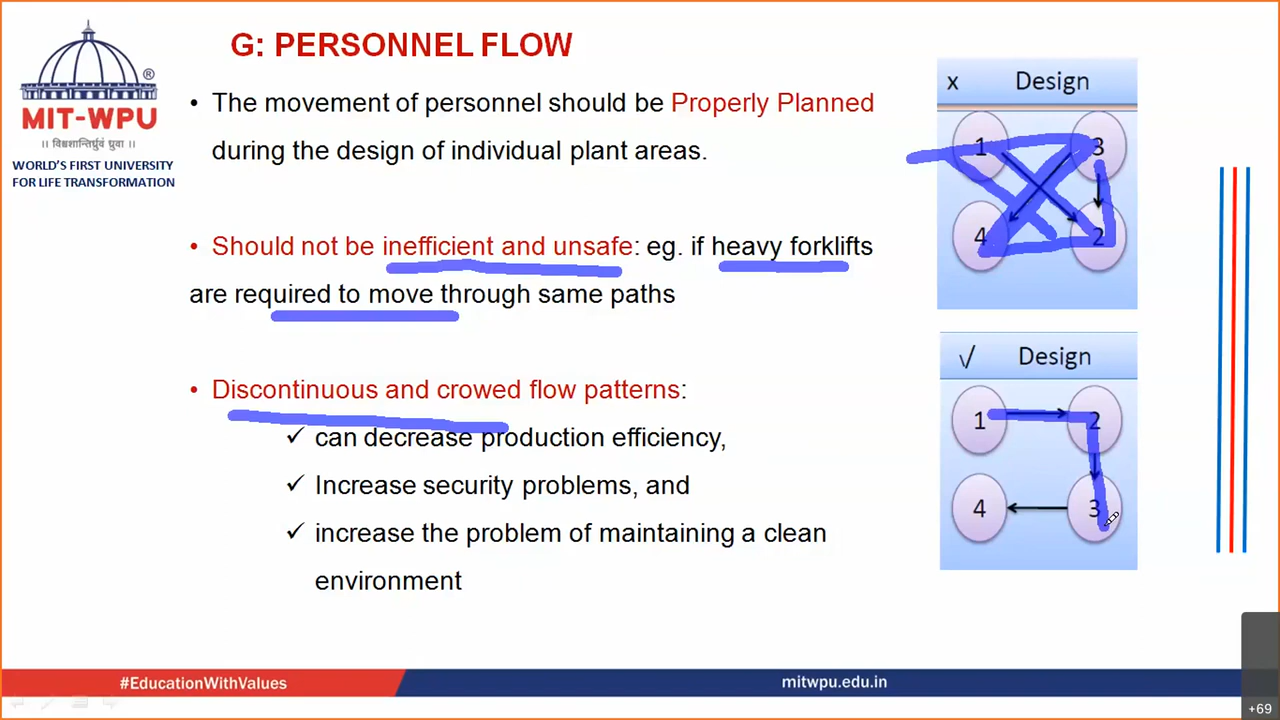 G: PERSONNEL FLOW
®
MIT-WPU
॥ विश्वशान्तिर्ध्रुवं ध्रुवा ॥
WORLD'S FIRST UNIVERSITY
FOR LIFE TRANSFORMATION
• The movement of personnel should be Properly Planned
during the design of individual plant areas.
• Should not be inefficient and unsafe: eg. if heavy forklifts
are required to move through same paths
• Discontinuous and crowed flow patterns:
✓ can decrease production efficiency,
✓ Increase security problems, and
✓ increase the problem of maintaining a clean
environment
x Design
1 3
4 2
√ Design
1 2
4 3
#EducationWithValues
mitwpu.edu.in
+69